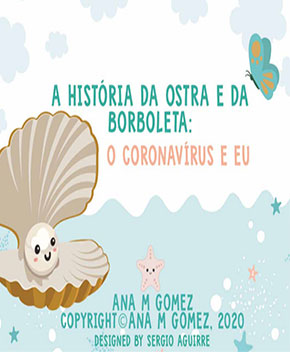 A HISTÓRIA DA OSTRA E DA
BORBOLETA:
O CORONAVÍRUS E EU
ANA M GOMEZ
COPYRIGHT©ANA M GOMEZ, 2020
DESIGNED BY SERGIO AGUIRRE